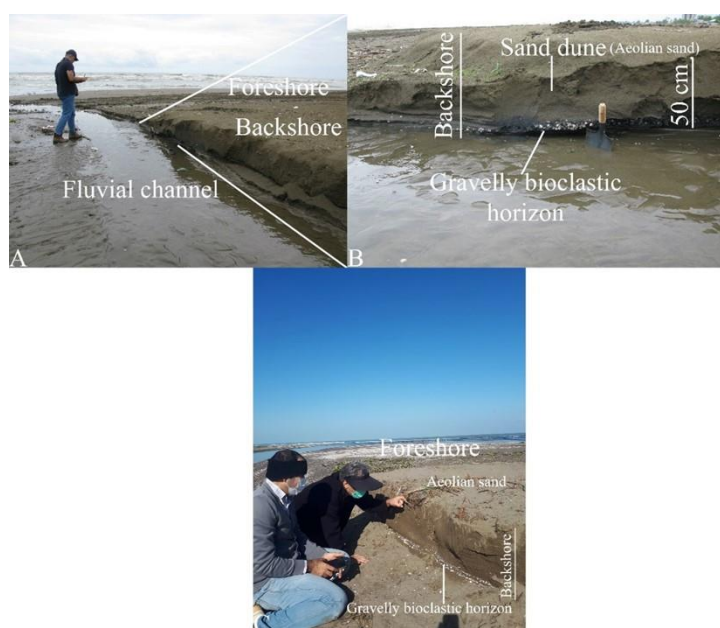 Foreshore
Backshore
Fluvial channel
A
Sand dune (Aeolian sand)
Backshore
50 cm
Gravelly bioclastic
horizon
B
Foreshore
Aeolian sand
Backshore
Gravelly bioclastic horizon
C